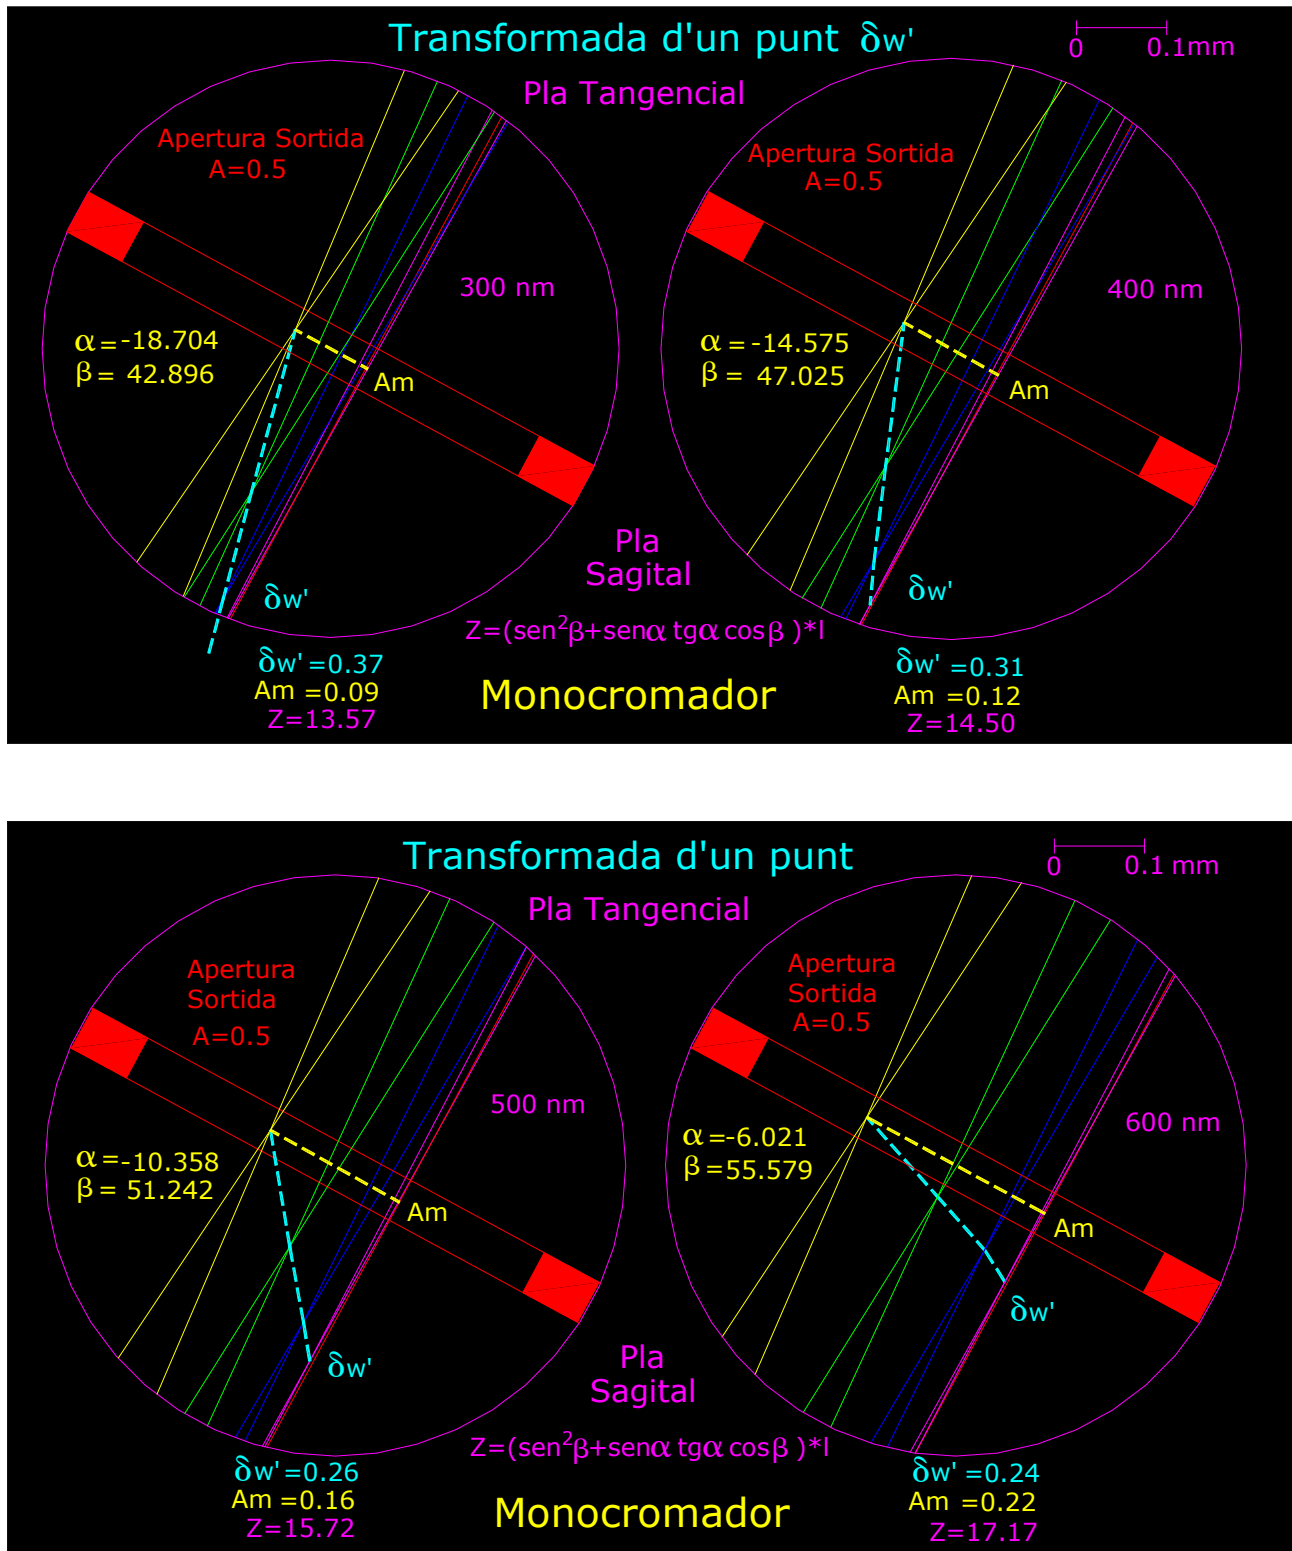 Transformada d'un punt δw'
0 0.1mm
Pla Tangencial
Apertura Sortida
A=0.5
Apertura Sortida
A=0.5
300 nm
400 nm
α=-18.704
β= 42.896
Am
α=-14.575
β= 47.025
Am
Pla
Sagital
δw'
δw'
Z=(sen²β+senα tgα cosβ )*l
δw' =0.37
Am =0.09
Z=13.57
Monocromador
δw' =0.31
Am =0.12
Z=14.50
Transformada d'un punt
0 0.1 mm
Pla Tangencial
Apertura
Sortida
A=0.5
Apertura
Sortida
A=0.5
500 nm
600 nm
α=-10.358
β= 51.242
Am
α=-6.021
β=55.579
Am
δw'
δw'
Pla
Sagital
Z=(sen²β+senα tgα cosβ )*l
δw'=0.26
Am =0.16
Z=15.72
Monocromador
δw' =0.24
Am =0.22
Z=17.17